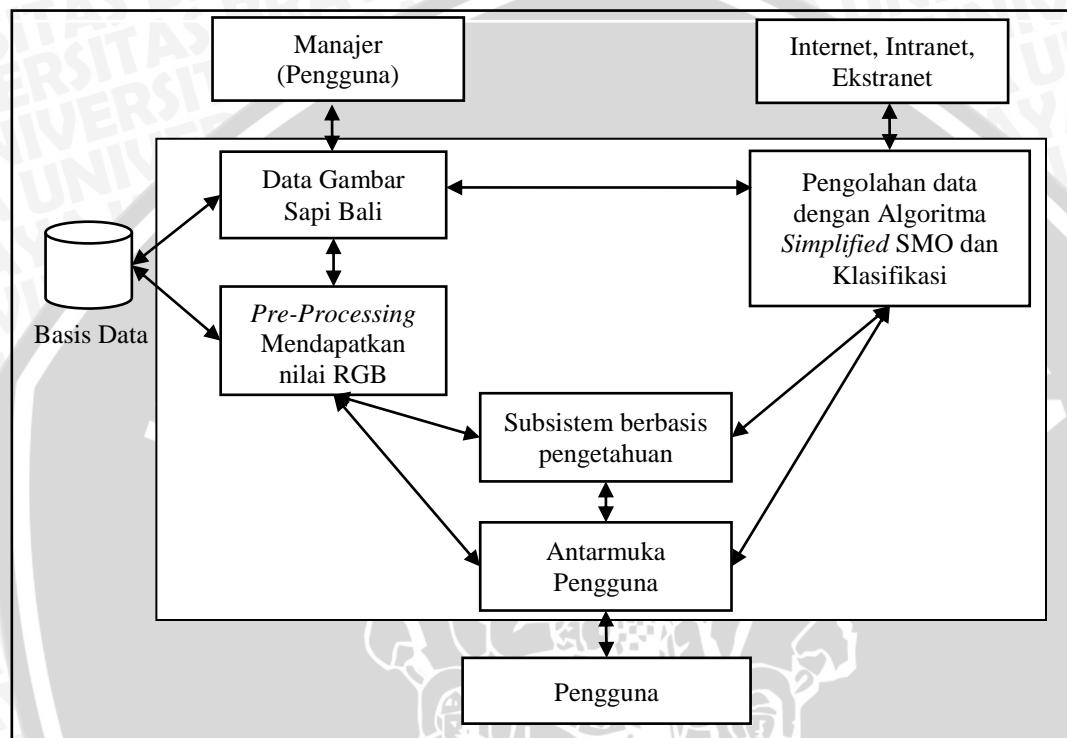 Manajer
(Pengguna)
Internet, Intranet,
Ekstranet
Data Gambar
Sapi Bali
Pengolahan data
dengan Algoritma
Simplified SMO dan
Klasifikasi
Basis Data
Pre-Processing
Mendapatkan
nilai RGB
Subsistem berbasis
pengetahuan
Antarmuka
Pengguna
Pengguna